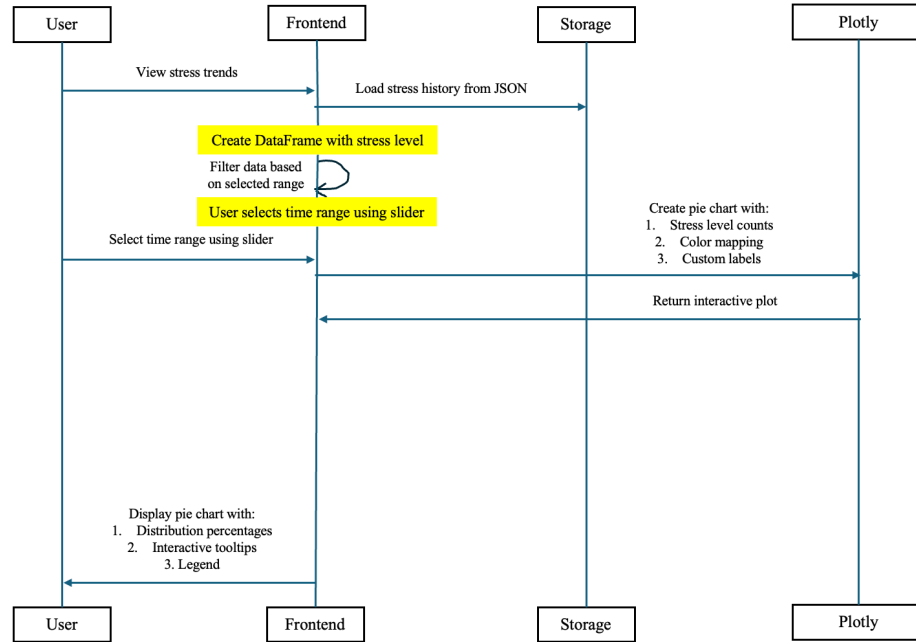 User
Frontend
Storage
Plotly
View stress trends
Load stress history from JSON
Create DataFrame with stress level
Filter data based
on selected range
User selects time range using slider
Select time range using slider
Create pie chart with:
1. Stress level counts
2. Color mapping
3. Custom labels
Return interactive plot
Display pie chart with:
1. Distribution percentages
2. Interactive tooltips
3. Legend
User
Frontend
Storage
Plotly